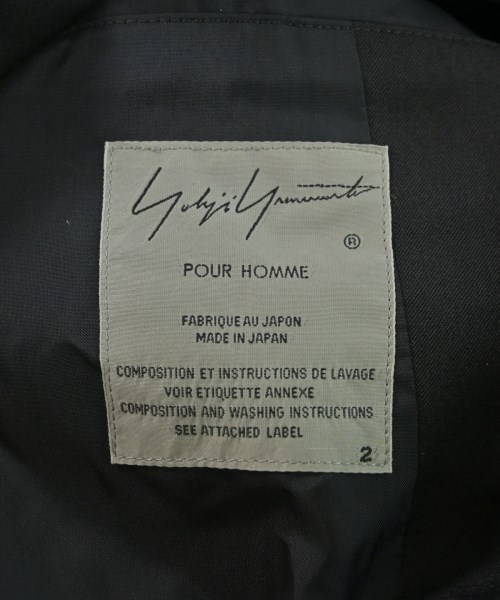 Yohji Yamamoto
®
POUR HOMME
FABRIQUE AU JAPON
MADE IN JAPAN
COMPOSITION ET INSTRUCTIONS DE LAVAGE
VOIR ETIQUETTE ANNEXE
COMPOSITION AND WASHING INSTRUCTIONS
SEE ATTACHED LABEL
2